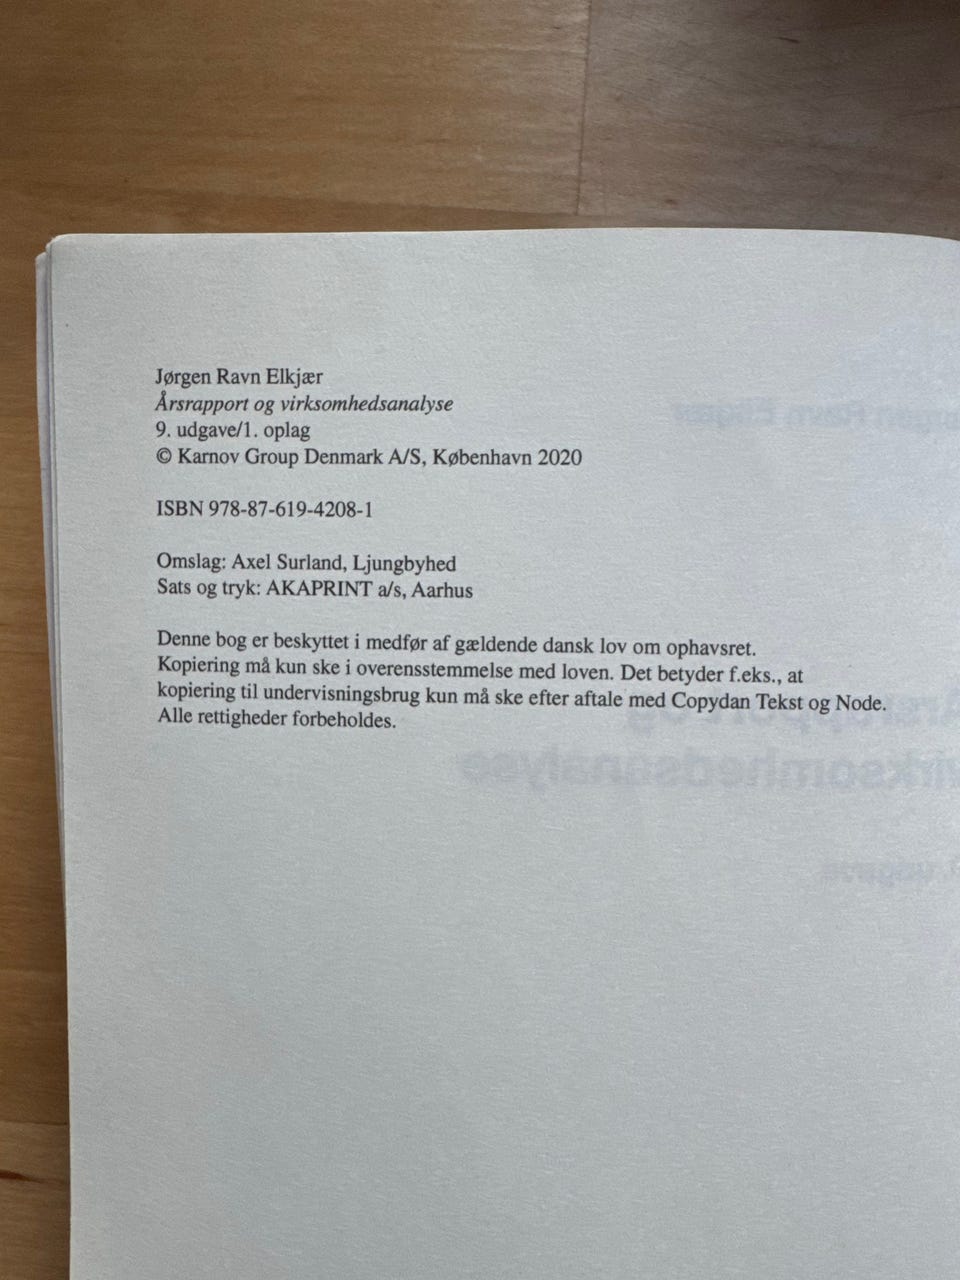 Jørgen Ravn Elkjær
Årsrapport og virksomhedsanalyse
9. udgave/1. oplag
© Karnov Group Denmark A/S, København 2020
ISBN 978-87-619-4208-1
Omslag: Axel Surland, Ljungbyhed
Sats og tryk: AKAPRINT a/s, Aarhus
Denne bog er beskyttet i medfør af gældende dansk lov om ophavsret.
Kopiering må kun ske i overensstemmelse med loven. Det betyder f.eks., at
kopiering til undervisningsbrug kun må ske efter aftale med Copydan Tekst og Node.
Alle rettigheder forbeholdes.